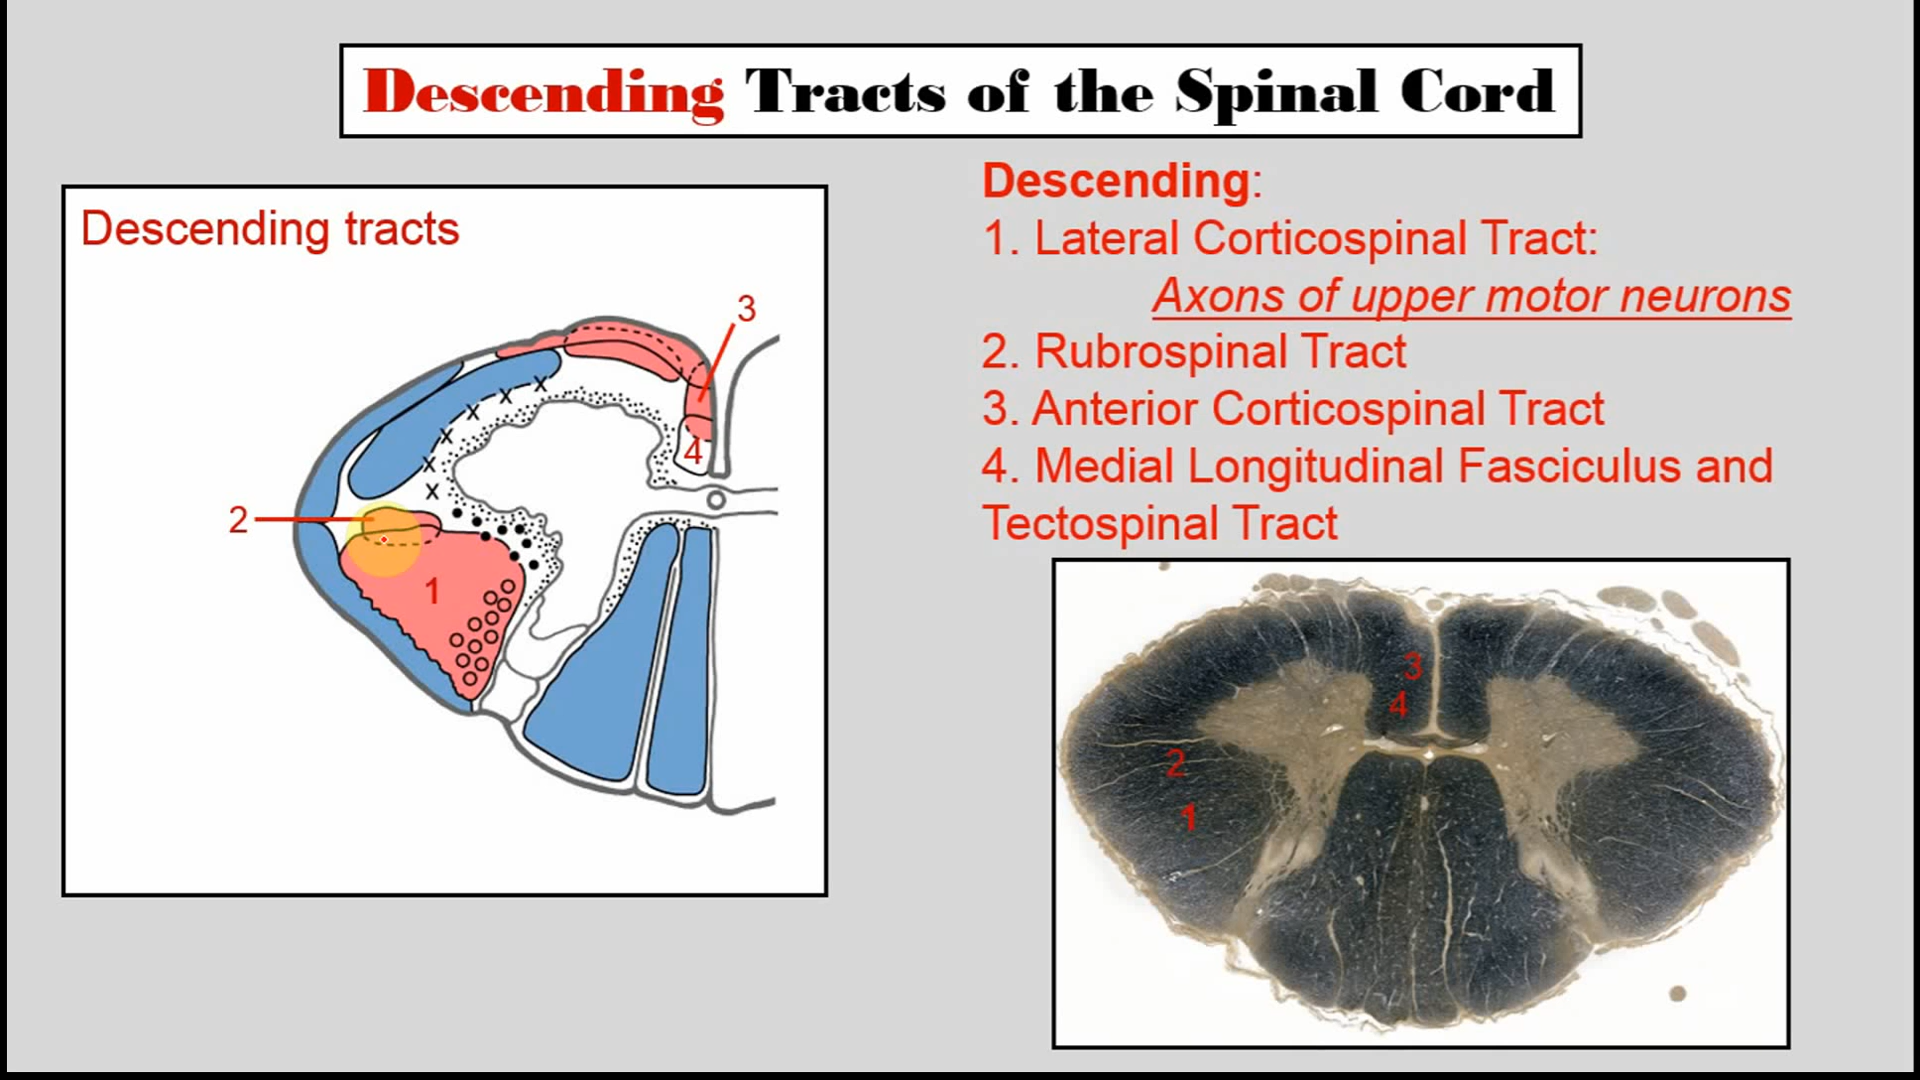 Descending Tracts of the Spinal Cord
Descending tracts
3
4
2
1
Descending:
1. Lateral Corticospinal Tract:
Axons of upper motor neurons
2. Rubrospinal Tract
3. Anterior Corticospinal Tract
4. Medial Longitudinal Fasciculus and
Tectospinal Tract
3
4
2
1